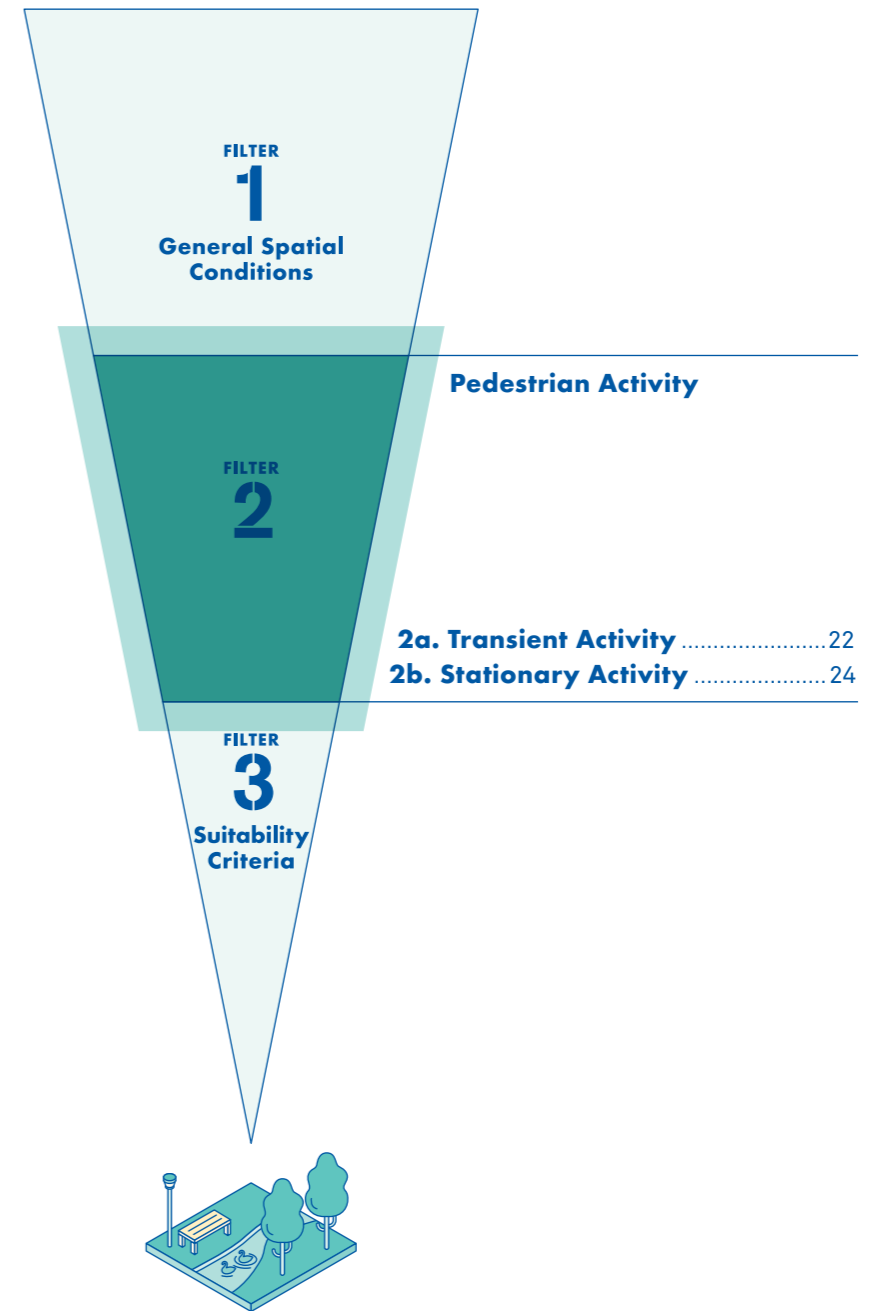 FILTER
1
General Spatial
Conditions
Pedestrian Activity
FILTER
2
2a. Transient Activity ......................22
2b. Stationary Activity ....................24
FILTER
3
Suitability
Criteria